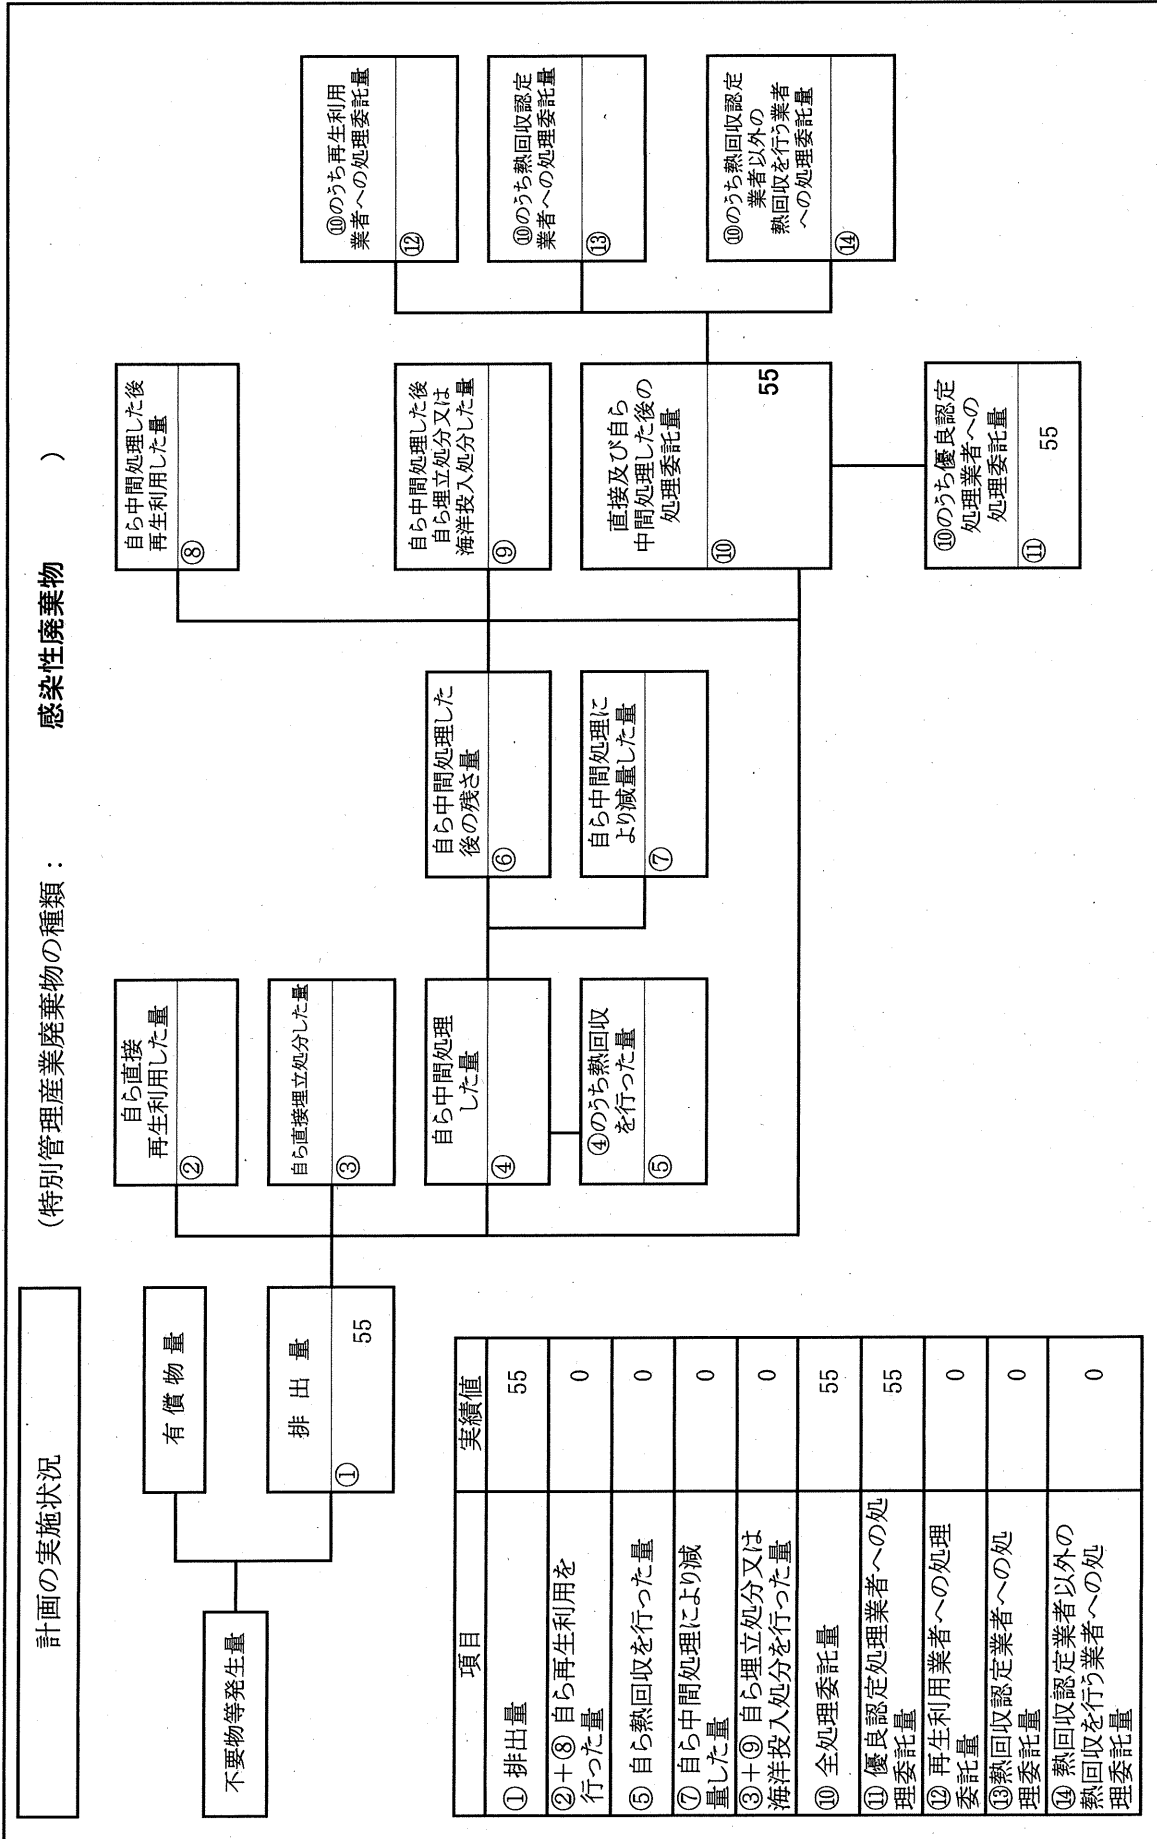 計画の実施状況
(特別管理産業廃棄物の種類： 感染性廃棄物 )
不要物等発生量
有償物量
排出量
① 55
自ら直接
再生利用した量
②
自ら直接埋立処分した量
③
自ら中間処理
した量
④
④のうち熱回収
を行った量
⑤
自ら中間処理した
後の残さ量
⑥
自ら中間処理に
より減量した量
⑦
自ら中間処理した後
再生利用した量
⑧
自ら中間処理した後
自ら埋立処分又は
海洋投入処分した量
⑨
直接及び自ら
中間処理した後の
処理委託量
⑩ 55
⑩のうち優良認定
処理業者への
処理委託量
⑪ 55
⑩のうち再生利用
業者への処理委託量
⑫
⑩のうち熱回収認定
業者への処理委託量
⑬
⑩のうち熱回収認定
業者以外の
熱回収を行う業者
への処理委託量
⑭
項目 実績値
① 排出量 55
②＋⑧ 自ら再生利用を
行った量 0
⑤ 自ら熱回収を行った量 0
⑦ 自ら中間処理により減
量した量 0
③＋⑨ 自ら埋立処分又は
海洋投入処分を行った量 0
⑩ 全処理委託量 55
⑪ 優良認定処理業者への処
理委託量 55
⑫ 再生利用業者への処理
委託量 0
⑬熱回収認定業者への処
理委託量 0
⑭ 熱回収認定業者以外の
熱回収を行う業者への処
理委託量 0